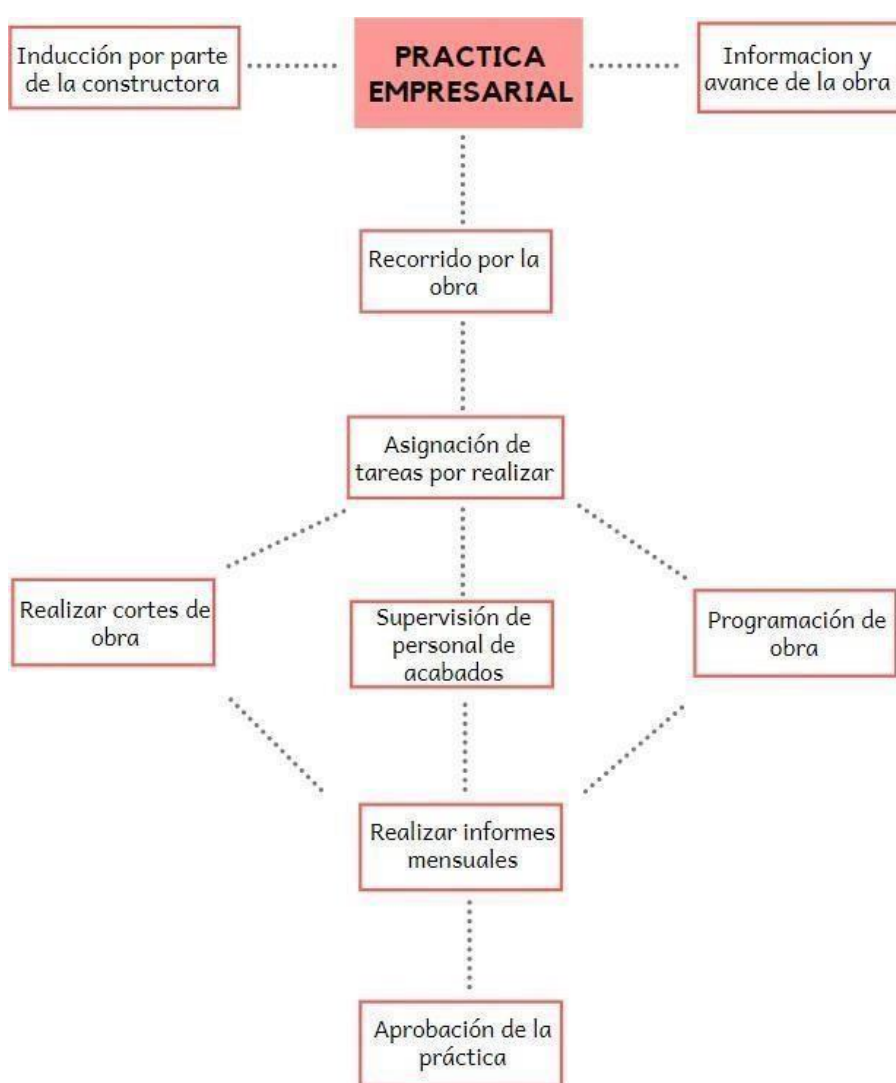 Inducción por parte
de la constructora
PRACTICA
EMPRESARIAL
Informacion y
avance de la obra
Recorrido por la
obra
Asignación de
tareas por realizar
Realizar cortes de
obra
Supervisión de
personal de
acabados
Programación de
obra
Realizar informes
mensuales
Aprobación de la
práctica